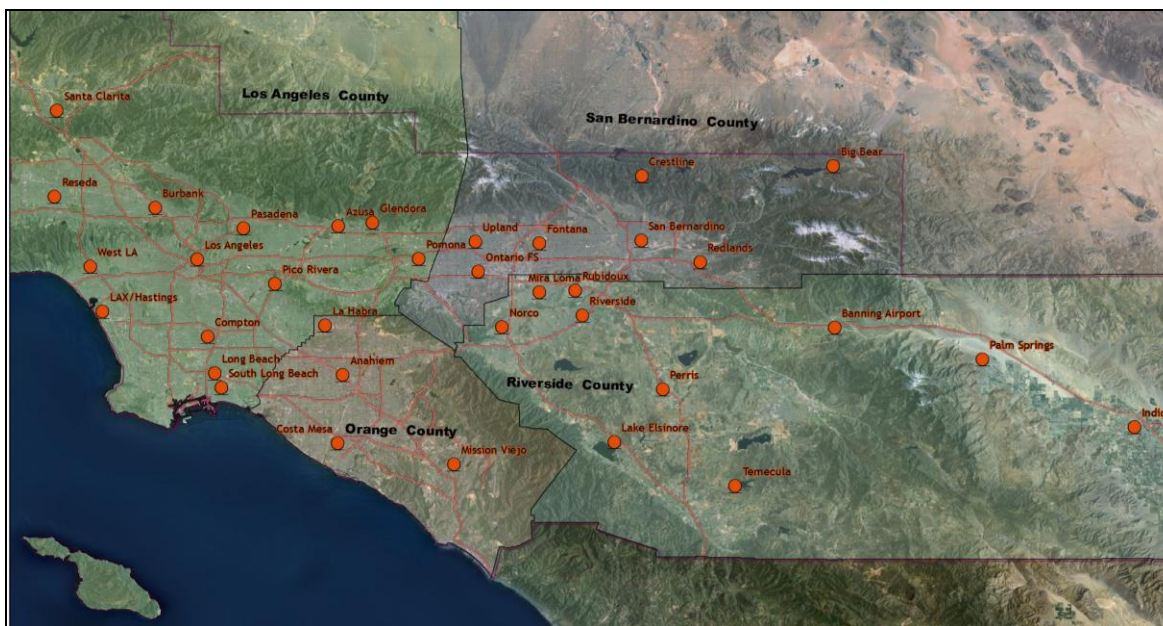 Los Angeles County
Santa Clarita
San Bernardino County
Big Bear
Crestline
Reseda
Burbank
Pasadena
Azusa
Glendora
Upland
Fontana
San Bernardino
West LA
Los Angeles
Pomona
Ontario FS
Redlands
Pico Rivera
Mira Loma
Rubidoux
LAX/Hastings
La Habra
Norco
Riverside
Compton
Banning Airport
Long Beach
Anahiem
Palm Springs
South Long Beach
Riverside County
Perris
Costa Mesa
Orange County
Indio
Lake Elsinore
Mission Viejo
Temecula